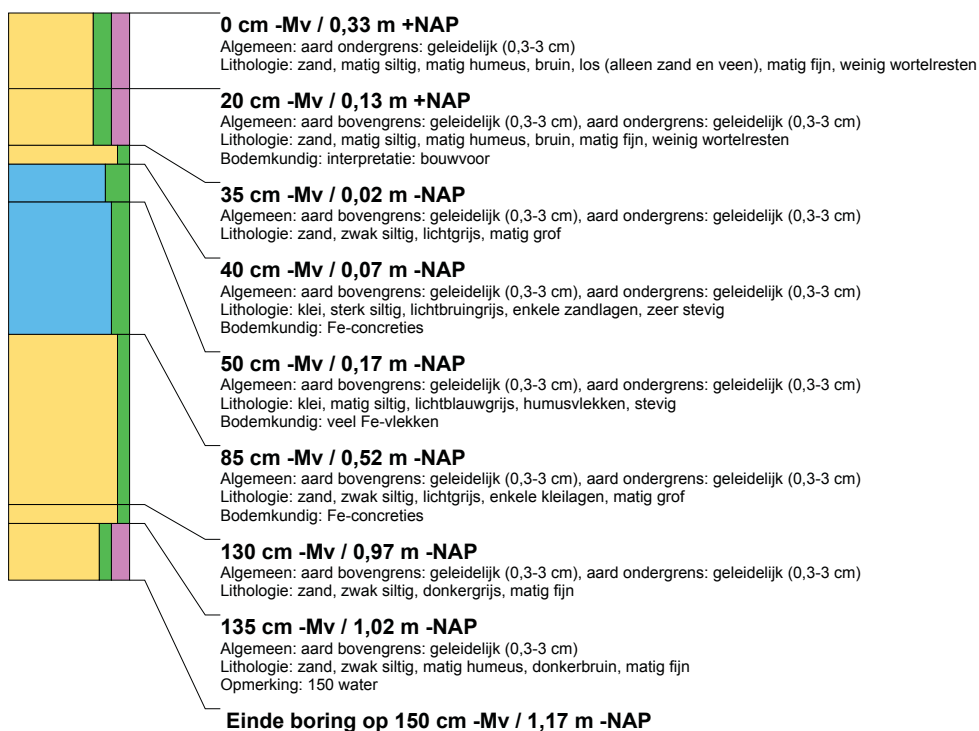 0 cm -Mv / 0,33 m +NAP
Algemeen: aard ondergrens: geleidelijk (0,3-3 cm)
Lithologie: zand, matig siltig, matig humeus, bruin, los (alleen zand en veen), matig fijn, weinig wortelresten
20 cm -Mv / 0,13 m +NAP
Algemeen: aard bovengrens: geleidelijk (0,3-3 cm), aard ondergrens: geleidelijk (0,3-3 cm)
Lithologie: zand, matig siltig, matig humeus, bruin, matig fijn, weinig wortelresten
Bodemkundig: interpretatie: bouwvoor
35 cm -Mv / 0,02 m -NAP
Algemeen: aard bovengrens: geleidelijk (0,3-3 cm), aard ondergrens: geleidelijk (0,3-3 cm)
Lithologie: zand, zwak siltig, lichtgrijs, matig grof
40 cm -Mv / 0,07 m -NAP
Algemeen: aard bovengrens: geleidelijk (0,3-3 cm), aard ondergrens: geleidelijk (0,3-3 cm)
Lithologie: klei, sterk siltig, lichtbruingrijs, enkele zandlagen, zeer stevig
Bodemkundig: Fe-concreties
50 cm -Mv / 0,17 m -NAP
Algemeen: aard bovengrens: geleidelijk (0,3-3 cm), aard ondergrens: geleidelijk (0,3-3 cm)
Lithologie: klei, matig siltig, lichtblauwgrijs, humusvlekken, stevig
Bodemkundig: veel Fe-vlekken
85 cm -Mv / 0,52 m -NAP
Algemeen: aard bovengrens: geleidelijk (0,3-3 cm), aard ondergrens: geleidelijk (0,3-3 cm)
Lithologie: zand, zwak siltig, lichtgrijs, enkele kleilagen, matig grof
Bodemkundig: Fe-concreties
130 cm -Mv / 0,97 m -NAP
Algemeen: aard bovengrens: geleidelijk (0,3-3 cm), aard ondergrens: geleidelijk (0,3-3 cm)
Lithologie: zand, zwak siltig, donkergrijs, matig fijn
135 cm -Mv / 1,02 m -NAP
Algemeen: aard bovengrens: geleidelijk (0,3-3 cm)
Lithologie: zand, zwak siltig, matig humeus, donkerbruin, matig fijn
Opmerking: 150 water
Einde boring op 150 cm -Mv / 1,17 m -NAP